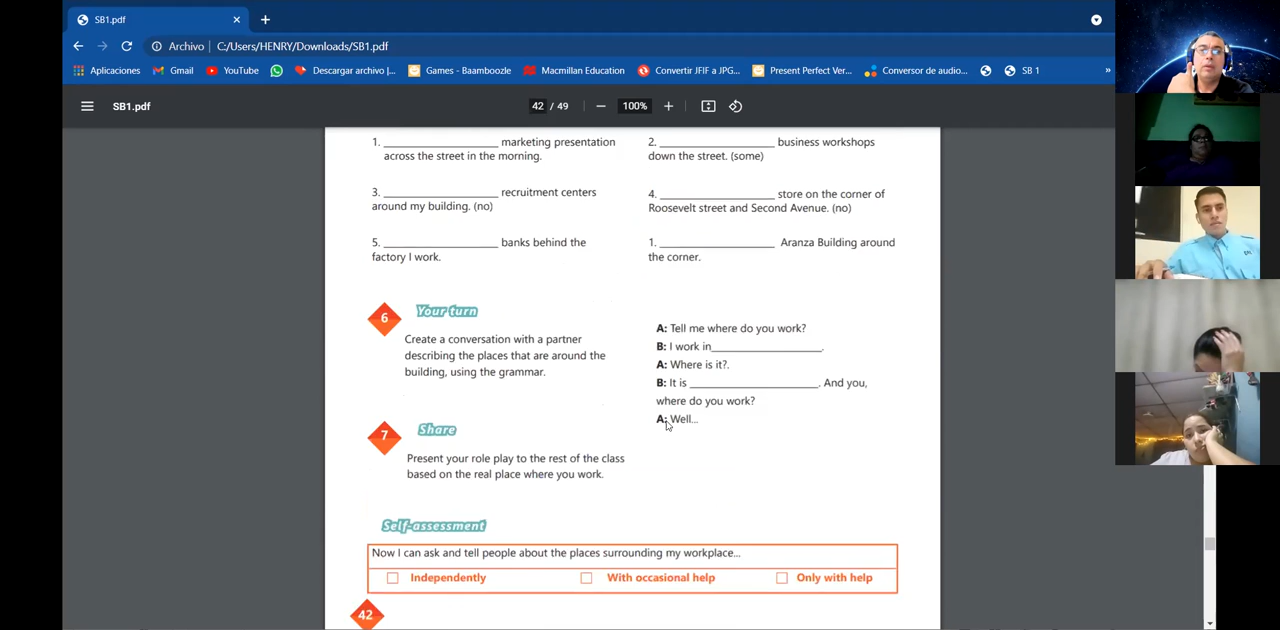 SB1.pdf
Archivo
C:/Users/HENRY/Downloads/SB1.pdf
Aplicaciones
Gmail
YouTube
Descargar archivo |...
Games - Baamboozle
Macmillan Education
Convertir JFIF a JPG...
Present Perfect Ver...
Conversor de audio...
SB 1
»
SB1.pdf
42 / 49
100%
1. ____________________ marketing presentation
across the street in the morning.
2. ____________________ business workshops
down the street. (some)
3. ____________________ recruitment centers
around my building. (no)
4. ____________________ store on the corner of
Roosevelt street and Second Avenue. (no)
5. ____________________ banks behind the
factory I work.
1. ____________________ Aranza Building around
the corner.
6
Your turn
Create a conversation with a partner
describing the places that are around the
building, using the grammar.
A: Tell me where do you work?
B: I work in____________________.
A: Where is it?.
B: It is ______________________. And you,
where do you work?
A: Well...
7
Share
Present your role play to the rest of the class
based on the real place where you work.
Self-assessment
Now I can ask and tell people about the places surrounding my workplace...
Independently
With occasional help
Only with help
42